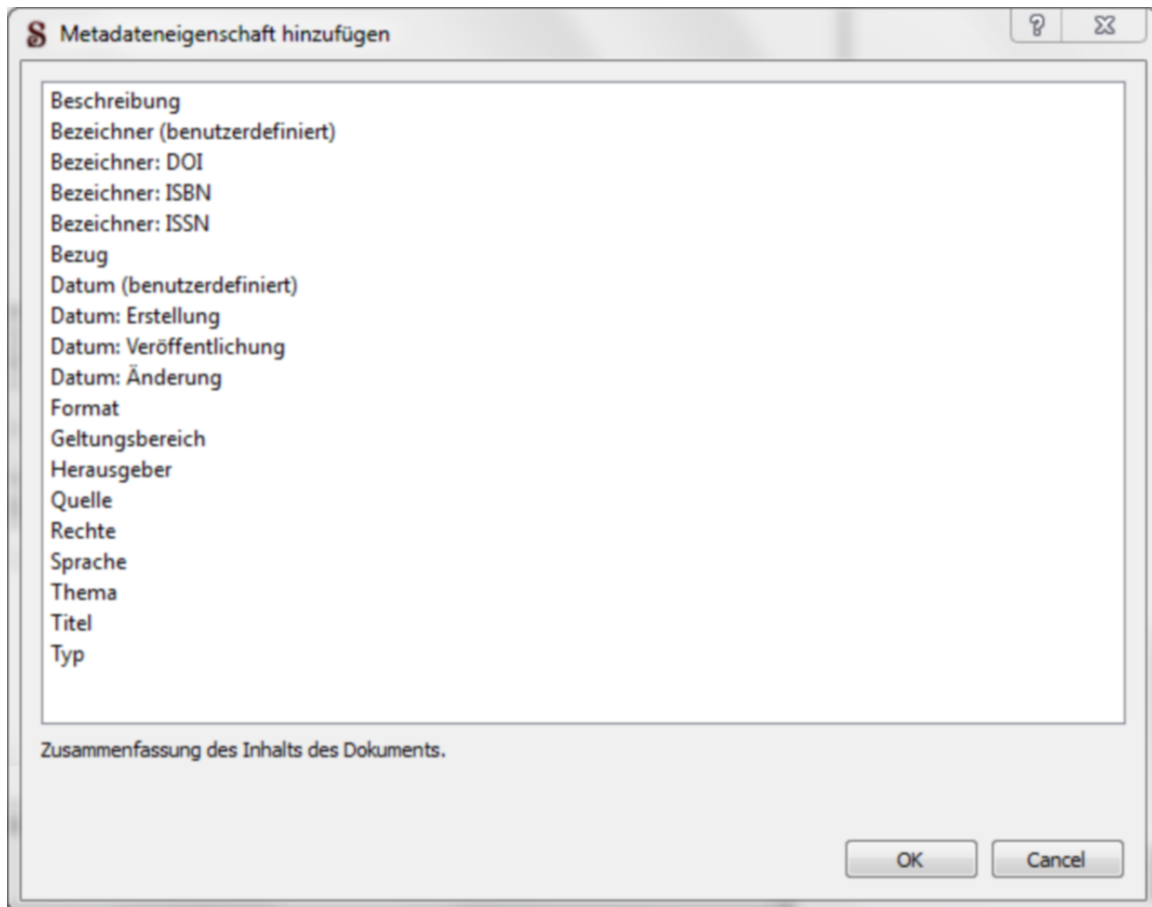 Metadateneigenschaft hinzufügen
Beschreibung
Bezeichner (benutzerdefiniert)
Bezeichner: DOI
Bezeichner: ISBN
Bezeichner: ISSN
Bezug
Datum (benutzerdefiniert)
Datum: Erstellung
Datum: Veröffentlichung
Datum: Änderung
Format
Geltungsbereich
Herausgeber
Quelle
Rechte
Sprache
Thema
Titel
Typ
Zusammenfassung des Inhalts des Dokuments.
OK Cancel